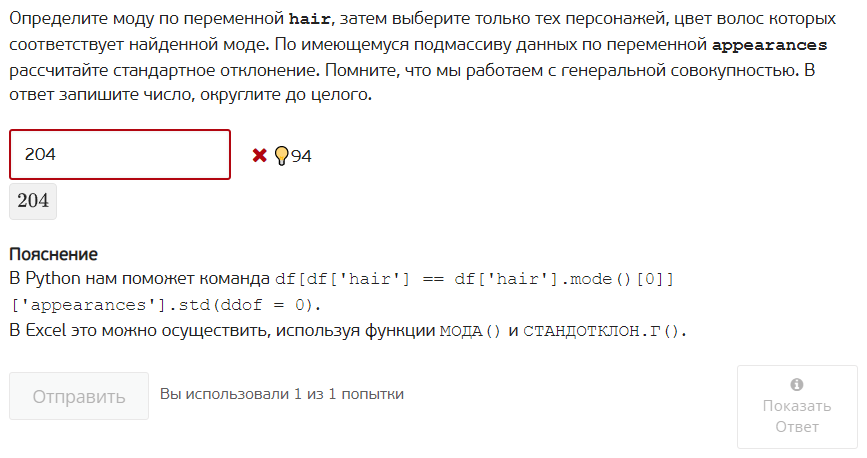 Определите моду по переменной hair, затем выберите только тех персонажей, цвет волос которых
соответствует найденной моде. По имеющемуся подмассиву данных по переменной appearances
рассчитайте стандартное отклонение. Помните, что мы работаем с генеральной совокупностью. В
ответ запишите число, округлите до целого.
204
94
204
Пояснение
В Python нам поможет команда df[df['hair'] == df['hair'].mode()[0]]
['appearances'].std(ddof = 0).
В Excel это можно осуществить, используя функции МОДА() и СТАНДОТКЛОН.Г().
Отправить
Вы использовали 1 из 1 попытки
Показать
Ответ